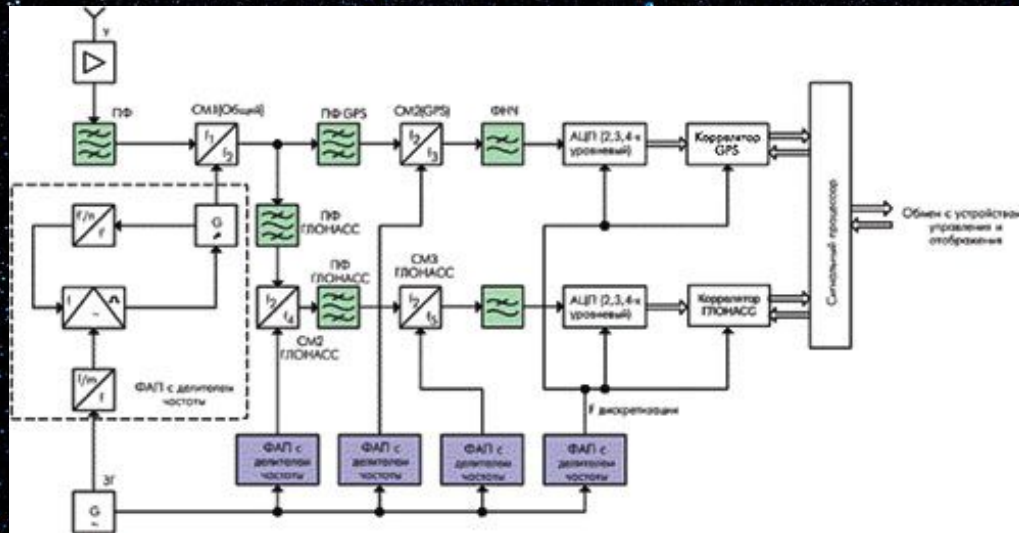 У
ПФ
СМ1(Общий)
f1
f2
ПФ GPS
СМ2(GPS)
f2
f3
ФНЧ
АЦП (2,3,4-х
уровневый)
Коррелятор
GPS
Сигнальный процессор
Обмен с устройствам
управления и
отображения
f/n
f
G
ПФ
ГЛОНАСС
f
~
f2
f4
СМ2
ГЛОНАСС
ПФ
ГЛОНАСС
СМ3
ГЛОНАСС
f2
f5
АЦП (2,3,4-х
уровневый)
Коррелятор
ГЛОНАСС
f/m
f
ФАП с делителем
частоты
F дискретизации
ФАП с
делителем
частоты
ФАП с
делителем
частоты
ФАП с
делителем
частоты
ФАП с
делителем
частоты
ЗГ
G
~